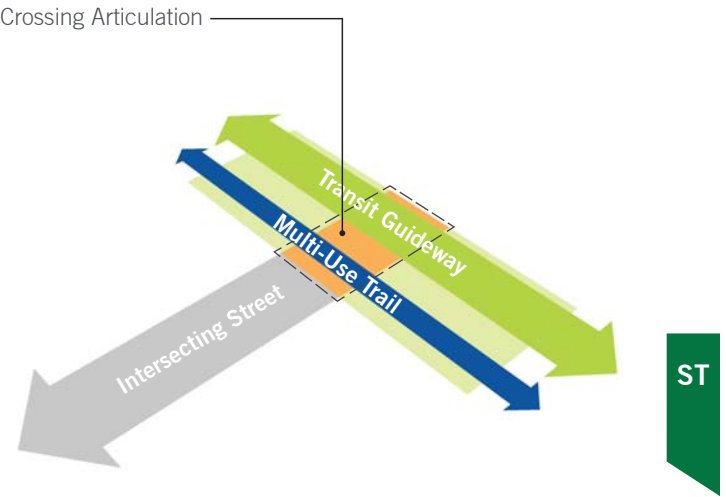 Crossing Articulation
Transit Guideway
Multi-Use Trail
Intersecting Street
ST